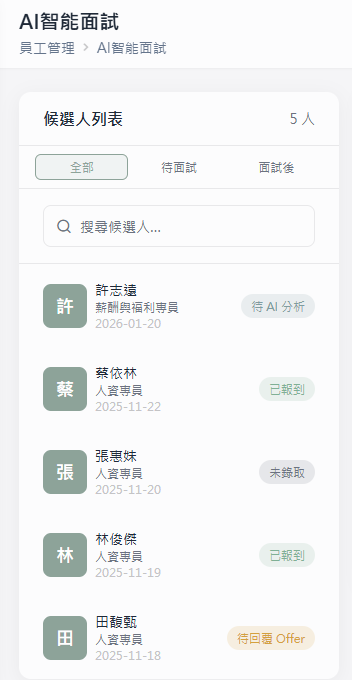 AI智能面試
員工管理 > AI智能面試
候選人列表 5 人
全部 待面試 面試後
搜尋候選人...
許 許志遠
薪酬與福利專員 待 AI 分析
2026-01-20
蔡 蔡依林
人資專員 已報到
2025-11-22
張 張惠妹
人資專員 未錄取
2025-11-20
林 林俊傑
人資專員 已報到
2025-11-19
田 田馥甄
人資專員 待回覆 Offer
2025-11-18